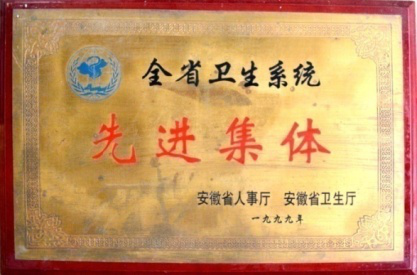 全省卫生系统
先进集体
安徽省人事厅 安徽省卫生厅
一九九九年